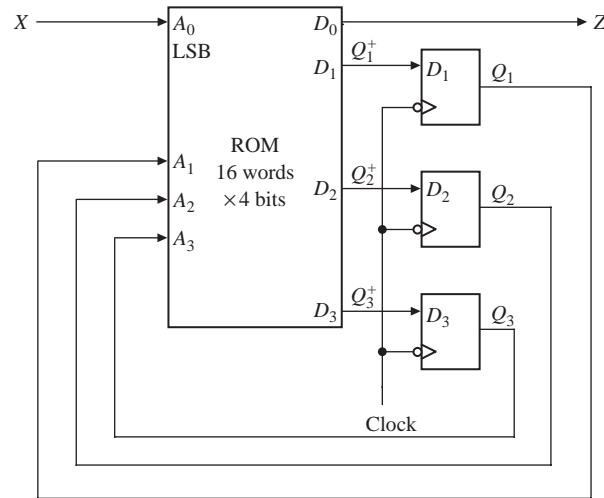 X
A₀
D₀
Z
LSB
D₁
Q₁⁺
D₁
Q₁
ROM
16 words
×4 bits
A₁
A₂
A₃
D₂
Q₂⁺
D₂
Q₂
D₃
Q₃⁺
D₃
Q₃
Clock